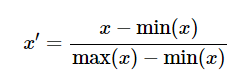 x′ = (x − min(x)) / (max(x) − min(x))